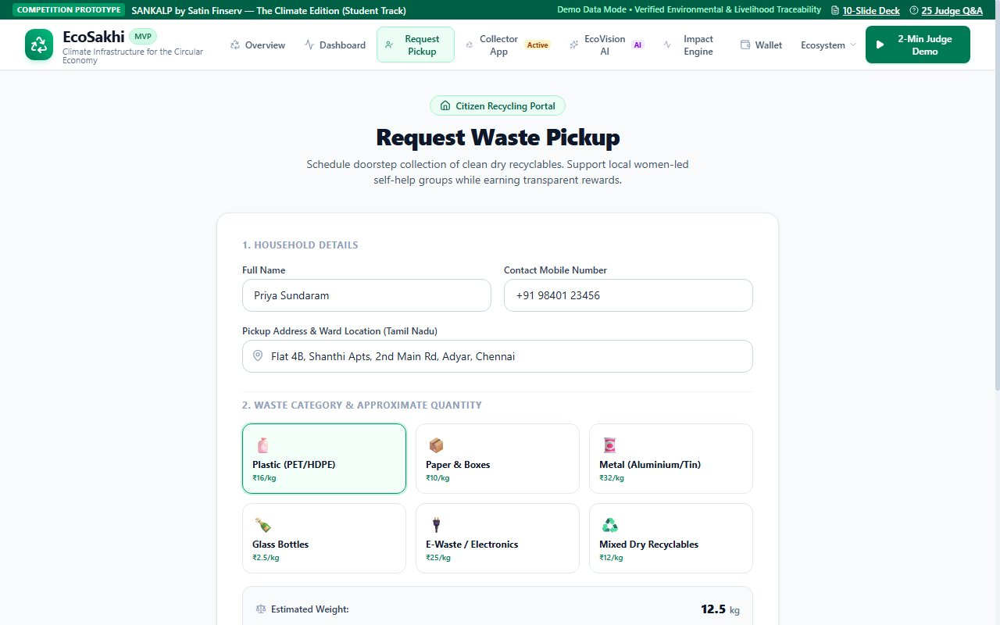 COMPETITION PROTOTYPE SANKALP by Satin Finserv — The Climate Edition (Student Track) Demo Data Mode • Verified Environmental & Livelihood Traceability 10-Slide Deck 25 Judge Q&A
EcoSakhi MVP
Climate Infrastructure for the Circular
Economy
Overview
Dashboard
Request
Pickup
Collector
App
Active
EcoVision
AI
AI
Impact
Engine
Wallet
Ecosystem
2-Min Judge
Demo
Citizen Recycling Portal
Request Waste Pickup
Schedule doorstep collection of clean dry recyclables. Support local women-led
self-help groups while earning transparent rewards.
1. HOUSEHOLD DETAILS
Full Name
Priya Sundaram
Contact Mobile Number
+91 98401 23456
Pickup Address & Ward Location (Tamil Nadu)
Flat 4B, Shanthi Apts, 2nd Main Rd, Adyar, Chennai
2. WASTE CATEGORY & APPROXIMATE QUANTITY
Plastic (PET/HDPE)
₹16/kg
Paper & Boxes
₹10/kg
Metal (Aluminium/Tin)
₹32/kg
Glass Bottles
₹2.5/kg
E-Waste / Electronics
₹25/kg
Mixed Dry Recyclables
₹12/kg
Estimated Weight: 12.5 kg